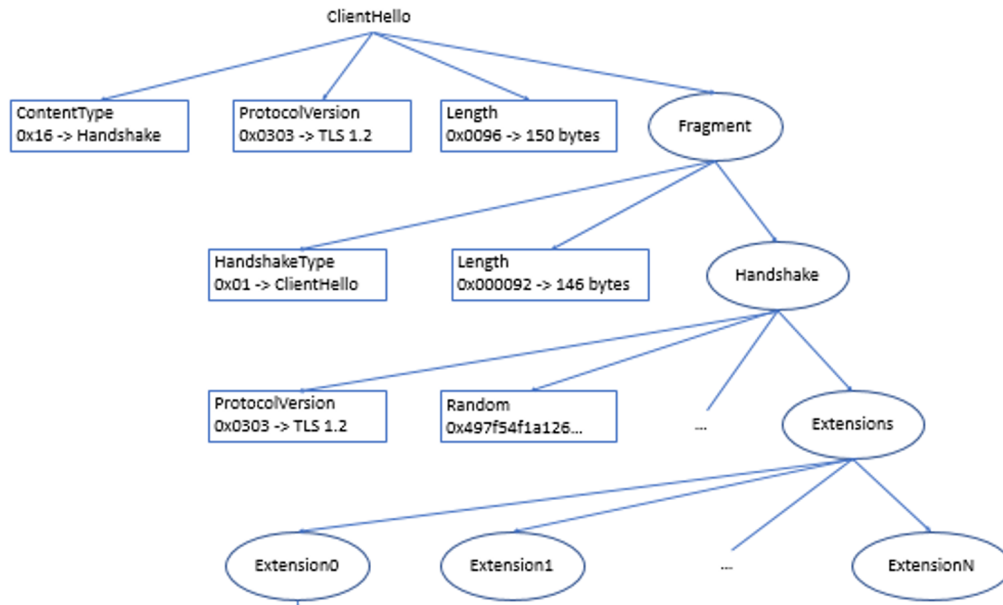 ClientHello
ContentType
0x16 -> Handshake
ProtocolVersion
0x0303 -> TLS 1.2
Length
0x0096 -> 150 bytes
Fragment
HandshakeType
0x01 -> ClientHello
Length
0x000092 -> 146 bytes
Handshake
ProtocolVersion
0x0303 -> TLS 1.2
Random
0x497f54f1a126...
...
Extensions
Extension0
Extension1
...
ExtensionN